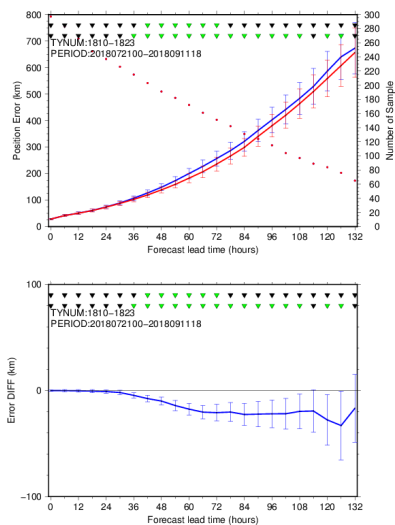 800
700
600
500
400
300
200
100
0
Position Error (km)
TYNUM:1810−1823
PERIOD:2018072100−2018091118
300
280
260
240
220
200
180
160
140
120
100
80
60
40
20
0
Number of Sample
0 12 24 36 48 60 72 84 96 108 120 132
Forecast lead time (hours)
100
0
−100
Error DIFF (km)
TYNUM:1810−1823
PERIOD:2018072100−2018091118
0 12 24 36 48 60 72 84 96 108 120 132
Forecast lead time (hours)